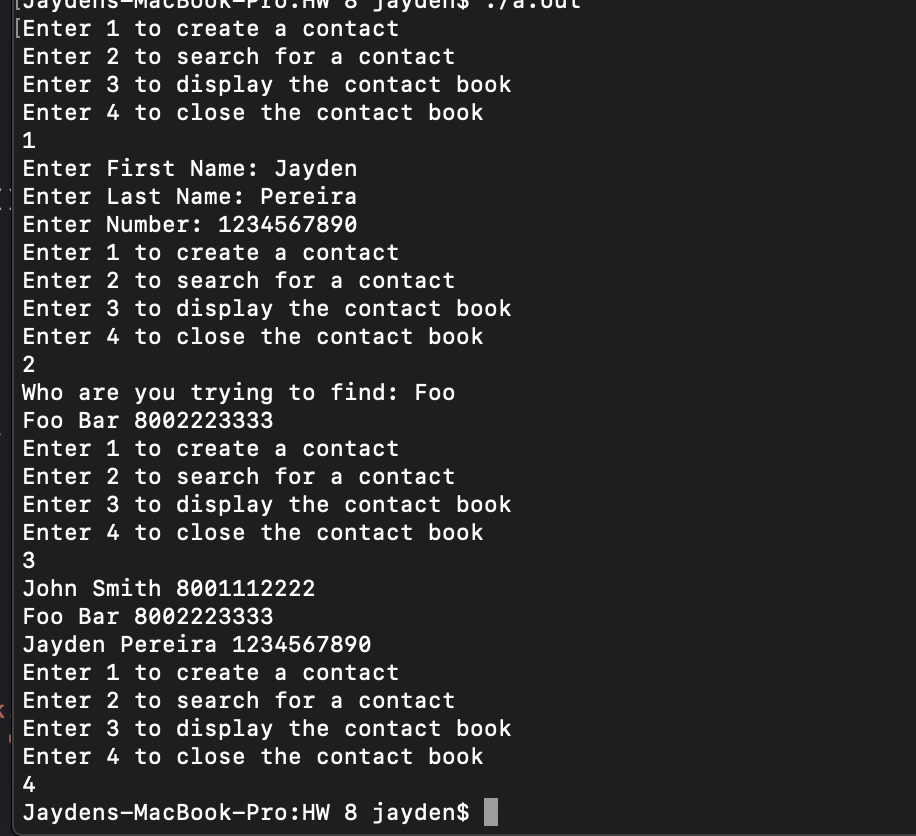 Jaydens-MacBook-Pro:HW 8 jayden$ ./a.out
Enter 1 to create a contact
Enter 2 to search for a contact
Enter 3 to display the contact book
Enter 4 to close the contact book
1
Enter First Name: Jayden
Enter Last Name: Pereira
Enter Number: 1234567890
Enter 1 to create a contact
Enter 2 to search for a contact
Enter 3 to display the contact book
Enter 4 to close the contact book
2
Who are you trying to find: Foo
Foo Bar 8002223333
Enter 1 to create a contact
Enter 2 to search for a contact
Enter 3 to display the contact book
Enter 4 to close the contact book
3
John Smith 8001112222
Foo Bar 8002223333
Jayden Pereira 1234567890
Enter 1 to create a contact
Enter 2 to search for a contact
Enter 3 to display the contact book
Enter 4 to close the contact book
4
Jaydens-MacBook-Pro:HW 8 jayden$